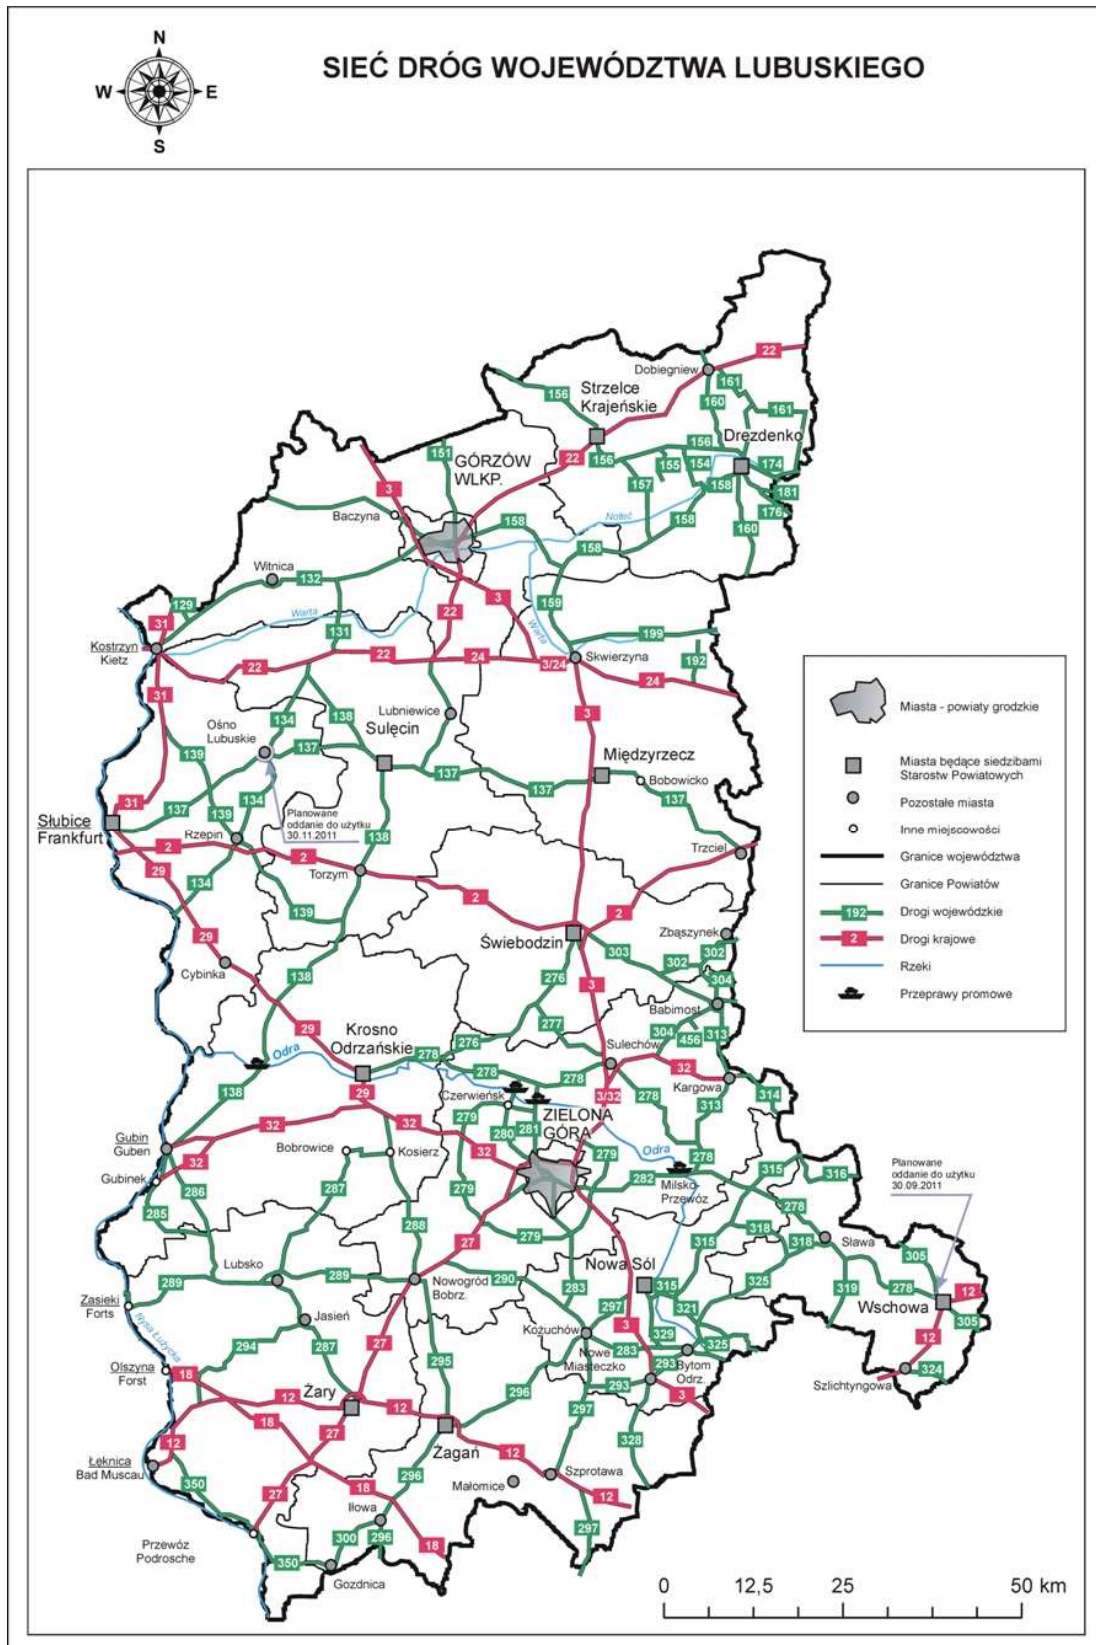 N
W E
S
SIEĆ DRÓG WOJEWÓDZTWA LUBUSKIEGO
22
Dobiegniew
161
156
Strzelce
Krajeńskie
160
161
Drezdenko
156
151
GÓRZÓW
WLKP.
22
156
155
154
174
3
157
158
181
176
Baczyna
158
Noteć
158
160
158
Witnica
132
22
3
159
129
Warta
31
131
Warta
199
Kostrzyn
Kietz
22
22
24
3/24
Skwierzyna
192
24
31
134
138
Lubniewice
3
Ośno
Lubuskie
Sulęcin
139
137
137
Międzyrzecz
137
Bobowicko
137
31
137
134
139
Planowane
oddanie do użytku
30.11.2011
Słubice
Frankfurt
Rzepin
138
Trzciel
2
29
2
Torzym
134
139
2
2
Świebodzin
Zbąszynek
29
303
302
302
Cybinka
138
276
304
3
Babimost
29
277
304
456
313
Krosno
Odrzańskie
276
278
Sulechów
Odra
278
278
32
Kargowa
138
29
Czerwieńsk
3/32
278
313
314
32
279
ZIELONA
GÓRA
32
280
281
Gubin
Guben
Bobrowice
Kosierz
32
279
Odra
278
315
316
Planowane
oddanie do użytku
30.09.2011
Gubinek
32
286
287
279
282
Milsko
Przewóz
285
288
278
27
279
315
318
318
Sława
305
Lubsko
Nowa Sól
289
289
Nowogród
Bobrz.
290
283
315
325
319
278
Wschowa
12
Zasieki
Forts
297
321
305
Jasień
Kożuchów
3
329
12
Nysa Łużycka
294
287
27
283
325
Nowe
Miasteczko
293
Bytom
Odrz.
324
Olszyna
Forst
295
Szlichtyngowa
18
296
293
3
Żary
12
12
297
18
27
12
Żagań
12
328
Łęknica
Bad Muscau
350
296
Szprotawa
18
Małomice
12
27
Iłowa
Przewóz
Podrosche
300
296
18
297
350
Gozdnica
Miasta - powiaty grodzkie
Miasta będące siedzibami
Starostw Powiatowych
Pozostałe miasta
Inne miejscowości
Granice województwa
Granice Powiatów
192 Drogi wojewódzkie
2 Drogi krajowe
Rzeki
Przeprawy promowe
0 12,5 25 50 km